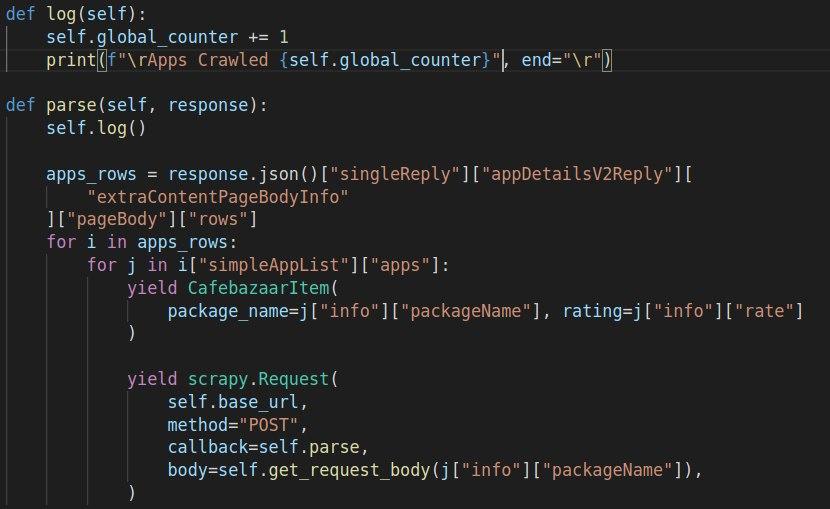 def log(self):
    self.global_counter += 1
    print(f"\rApps Crawled {self.global_counter}", end="\r")

def parse(self, response):
    self.log()

    apps_rows = response.json()["singleReply"]["appDetailsV2Reply"][
        "extraContentPageBodyInfo"
    ]["pageBody"]["rows"]
    for i in apps_rows:
        for j in i["simpleAppList"]["apps"]:
            yield CafebazaarItem(
                package_name=j["info"]["packageName"], rating=j["info"]["rate"]
            )

            yield scrapy.Request(
                self.base_url,
                method="POST",
                callback=self.parse,
                body=self.get_request_body(j["info"]["packageName"]),
            )